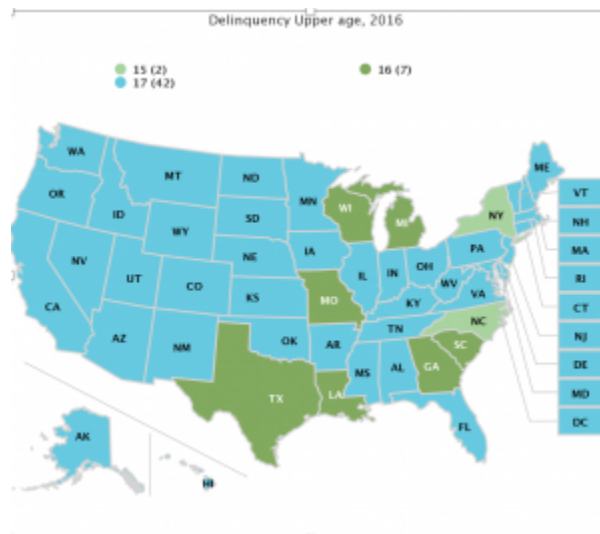 Delinquency Upper age, 2016
15 (2)
16 (7)
17 (42)
WA
ME
MT
ND
VT
OR
MN
ID
WI
MI
NY
NH
SD
WY
MA
IA
PA
NE
NV
RI
IL
IN
OH
UT
CO
WV
CT
KS
MO
KY
VA
CA
NJ
NC
TN
OK
AZ
NM
AR
SC
DE
MS
AL
GA
MD
LA
TX
DC
FL
AK
HI